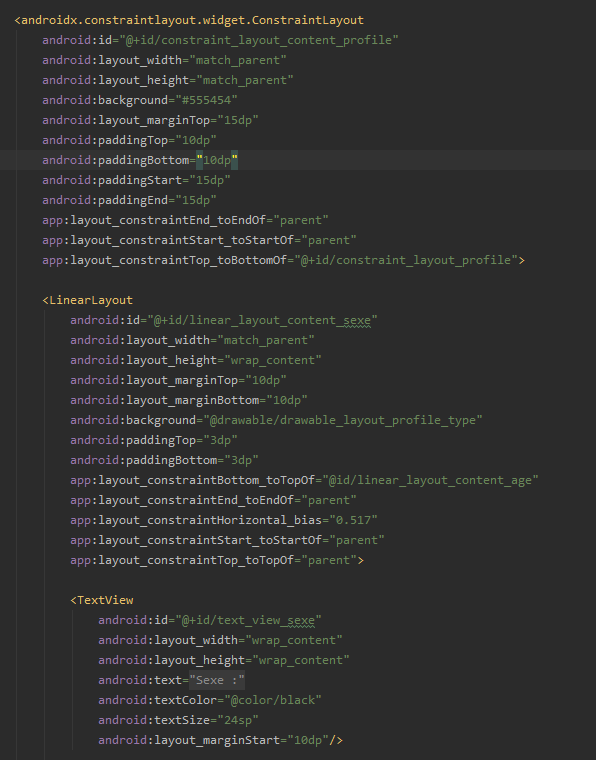 <androidx.constraintlayout.widget.ConstraintLayout
android:id="@+id/constraint_layout_content_profile"
android:layout_width="match_parent"
android:layout_height="match_parent"
android:background="#555454"
android:layout_marginTop="15dp"
android:paddingTop="10dp"
android:paddingBottom="10dp"
android:paddingStart="15dp"
android:paddingEnd="15dp"
app:layout_constraintEnd_toEndOf="parent"
app:layout_constraintStart_toStartOf="parent"
app:layout_constraintTop_toBottomOf="@+id/constraint_layout_profile">
<LinearLayout
android:id="@+id/linear_layout_content_sexe"
android:layout_width="match_parent"
android:layout_height="wrap_content"
android:layout_marginTop="10dp"
android:layout_marginBottom="10dp"
android:background="@drawable/drawable_layout_profile_type"
android:paddingTop="3dp"
android:paddingBottom="3dp"
app:layout_constraintBottom_toTopOf="@id/linear_layout_content_age"
app:layout_constraintEnd_toEndOf="parent"
app:layout_constraintHorizontal_bias="0.517"
app:layout_constraintStart_toStartOf="parent"
app:layout_constraintTop_toTopOf="parent">
<TextView
android:id="@+id/text_view_sexe"
android:layout_width="wrap_content"
android:layout_height="wrap_content"
android:text="Sexe :"
android:textColor="@color/black"
android:textSize="24sp"
android:layout_marginStart="10dp"/>